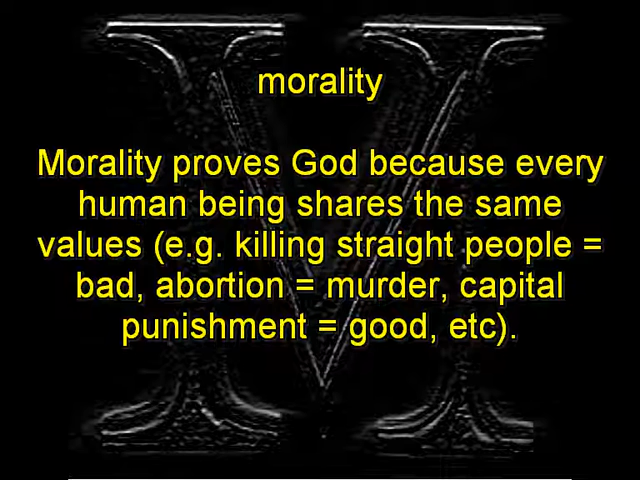 morality
Morality proves God because every
human being shares the same
values (e.g. killing straight people =
bad, abortion = murder, capital
punishment = good, etc).
M